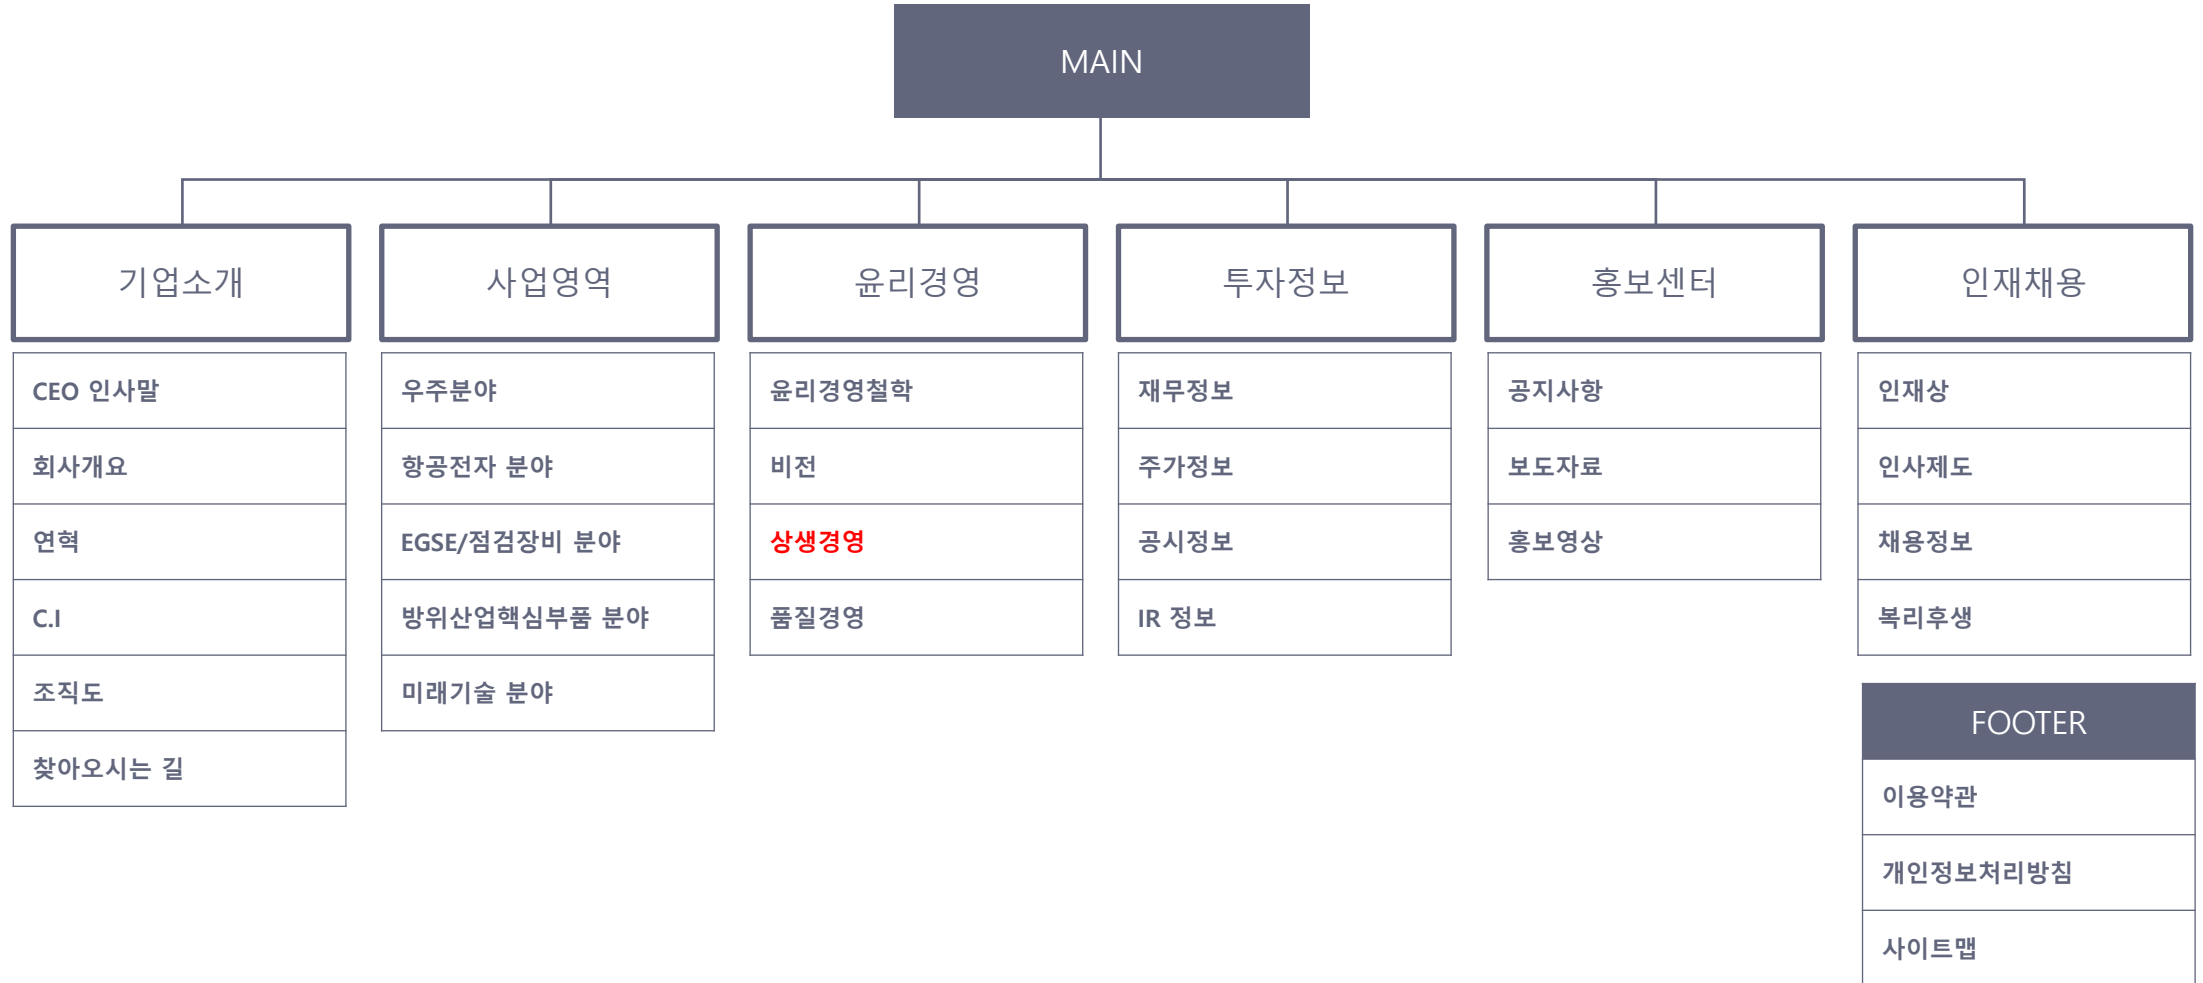 MAIN
기업소개
사업영역
윤리경영
투자정보
홍보센터
인재채용
CEO 인사말
회사개요
연혁
C.I
조직도
찾아오시는 길
우주분야
항공전자 분야
EGSE/점검장비 분야
방위산업핵심부품 분야
미래기술 분야
윤리경영철학
비전
상생경영
품질경영
재무정보
주가정보
공시정보
IR 정보
공지사항
보도자료
홍보영상
인재상
인사제도
채용정보
복리후생
FOOTER
이용약관
개인정보처리방침
사이트맵